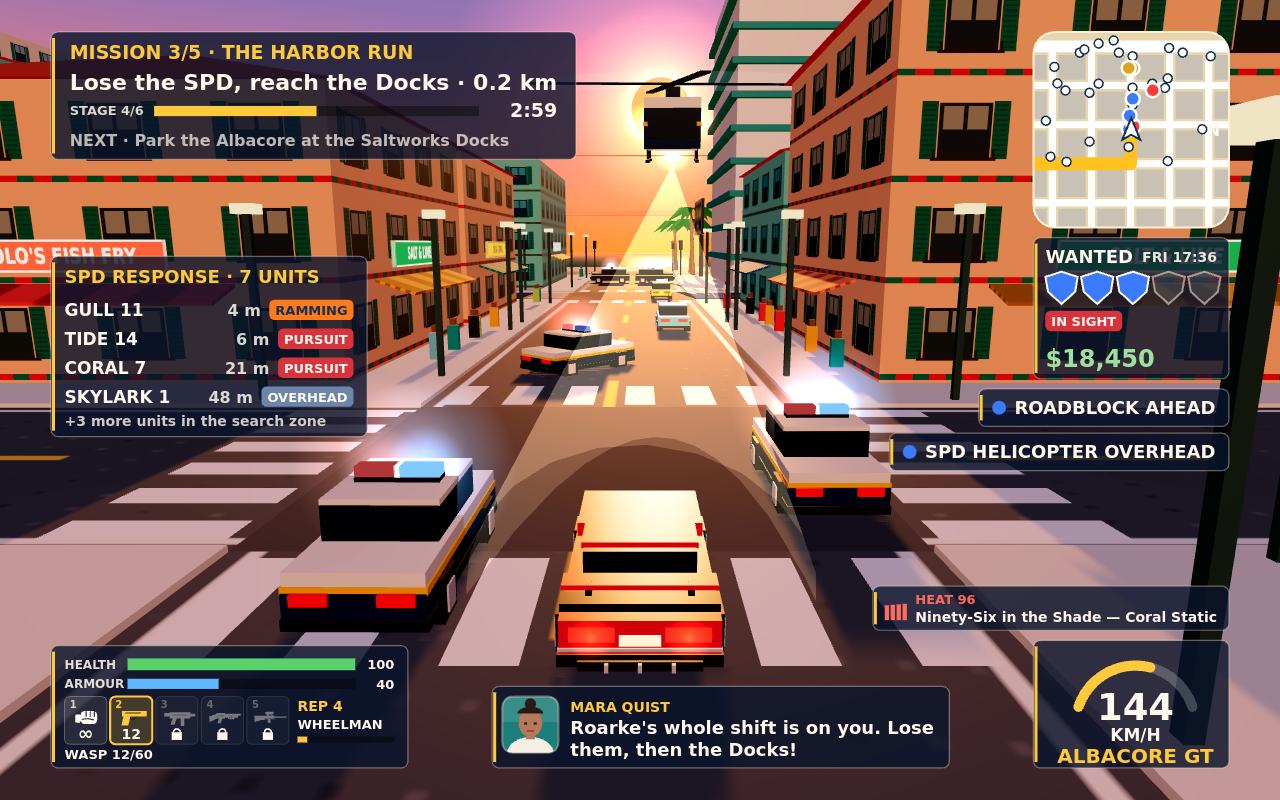 MISSION 3/5 · THE HARBOR RUN
Lose the SPD, reach the Docks · 0.2 km
STAGE 4/6
2:59
NEXT · Park the Albacore at the Saltworks Docks
OLO'S FISH FRY
SALT & LIME
SPD RESPONSE · 7 UNITS
GULL 11 4 m RAMMING
TIDE 14 6 m PURSUIT
CORAL 7 21 m PURSUIT
SKYLARK 1 48 m OVERHEAD
+3 more units in the search zone
WANTED FRI 17:36
IN SIGHT
$18,450
ROADBLOCK AHEAD
SPD HELICOPTER OVERHEAD
HEAT 96
Ninety-Six in the Shade — Coral Static
HEALTH 100
ARMOUR 40
1 2 3 4 5
∞ 12
REP 4
WHEELMAN
WASP 12/60
MARA QUIST
Roarke's whole shift is on you. Lose
them, then the Docks!
144
KM/H
ALBACORE GT